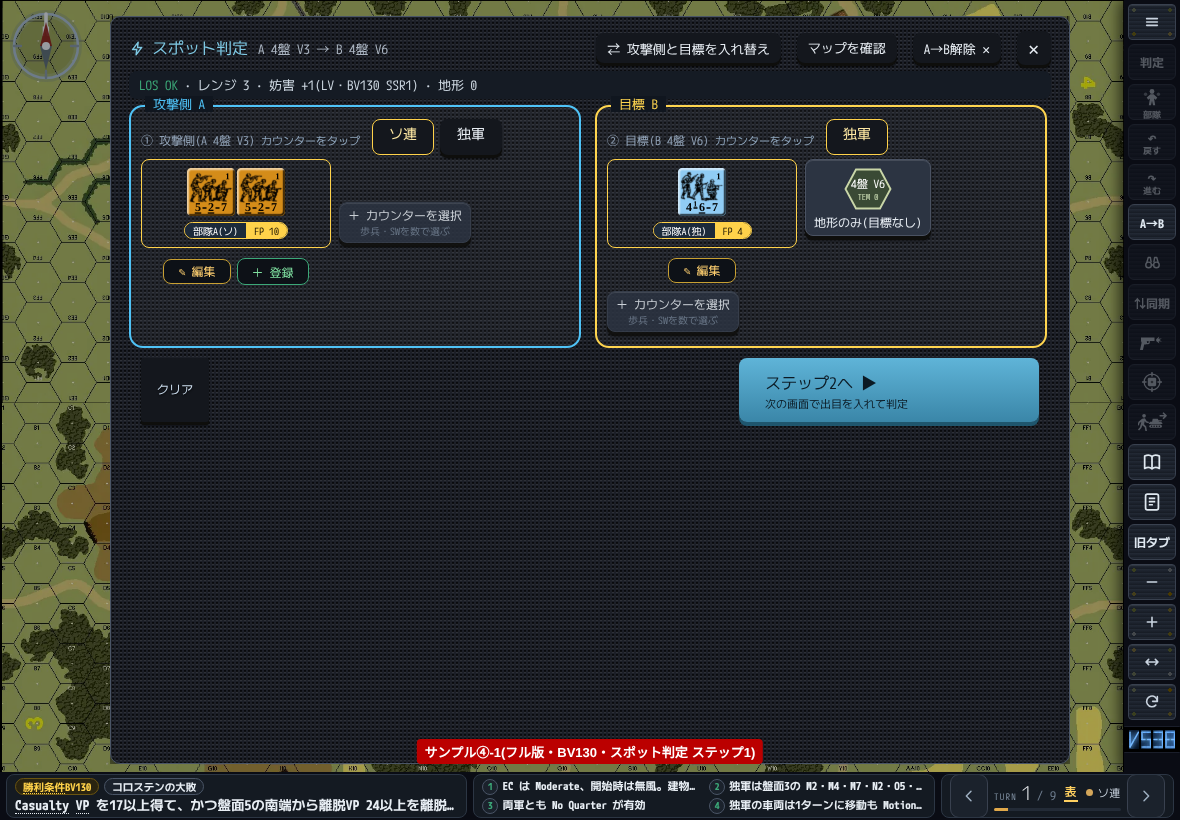 スポット判定 A 4盤 V3 → B 4盤 V6
⇄ 攻撃側と目標を入れ替え
マップを確認
A→B解除 ×
×
LOS OK ・ レンジ 3 ・ 妨害 +1(LV・BV130 SSR1) ・ 地形 0
攻撃側 A
① 攻撃側(A 4盤 V3) カウンターをタップ
ソ連
独軍
1
5-2-7
1
5-2-7
部隊A(ソ) FP 10
+ カウンターを選択
歩兵・SWを数で選ぶ
✎ 編集
+ 登録
目標 B
② 目標(B 4盤 V6) カウンターをタップ
独軍
1
4-6-7
部隊A(独) FP 4
4盤 V6
TEM 0
地形のみ(目標なし)
✎ 編集
+ カウンターを選択
歩兵・SWを数で選ぶ
クリア
ステップ2へ ▶
次の画面で出目を入れて判定
判定
部隊
戻す
進む
A→B
⇅同期
旧タブ
VS38
4
3
サンプル④-1(フル版・BV130・スポット判定 ステップ1)
勝利条件BV130
コロステンの大敗
Casualty VP を17以上得て、かつ盤面5の南端から離脱VP 24以上を離脱…
1 EC は Moderate、開始時は無風。建物…
2 独軍は盤面3の M2・M4・M7・N2・O5・…
3 両軍とも No Quarter が有効
4 独軍の車両は1ターンに移動も Motion…
TURN 1 / 9 表 ソ連